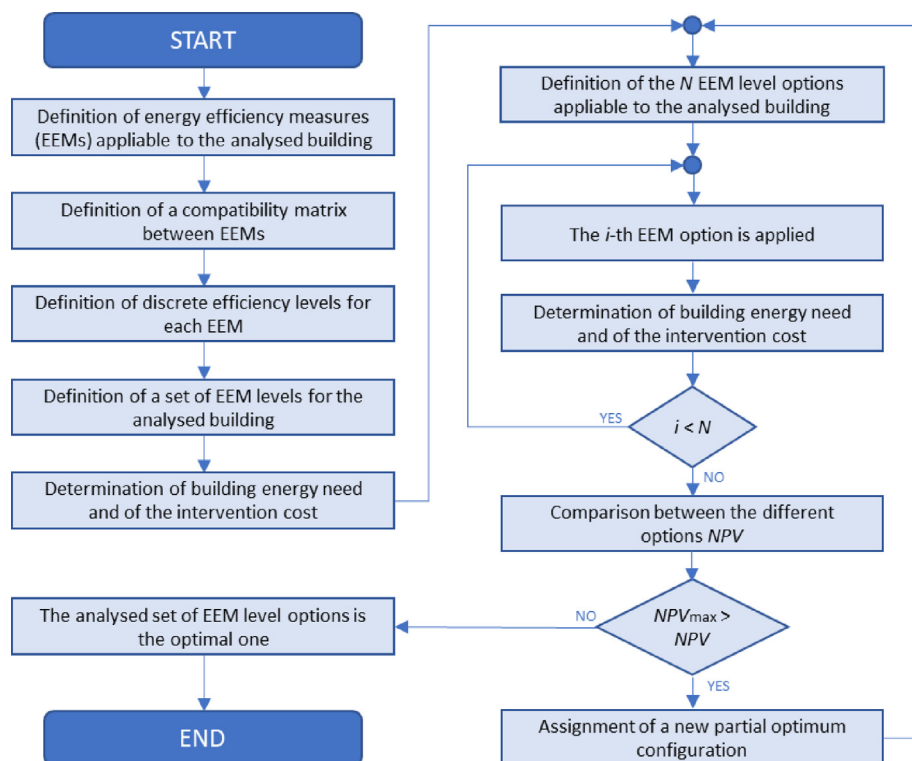 START
Definition of energy efficiency measures
(EEMs) appliable to the analysed building
Definition of a compatibility matrix
between EEMs
Definition of discrete efficiency levels for
each EEM
Definition of a set of EEM levels for the
analysed building
Determination of building energy need
and of the intervention cost
Definition of the N EEM level options
appliable to the analysed building
The i-th EEM option is applied
Determination of building energy need
and of the intervention cost
YES
i < N
NO
Comparison between the different
options NPV
NPVmax >
NPV
NO
YES
Assignment of a new partial optimum
configuration
The analysed set of EEM level options is
the optimal one
END